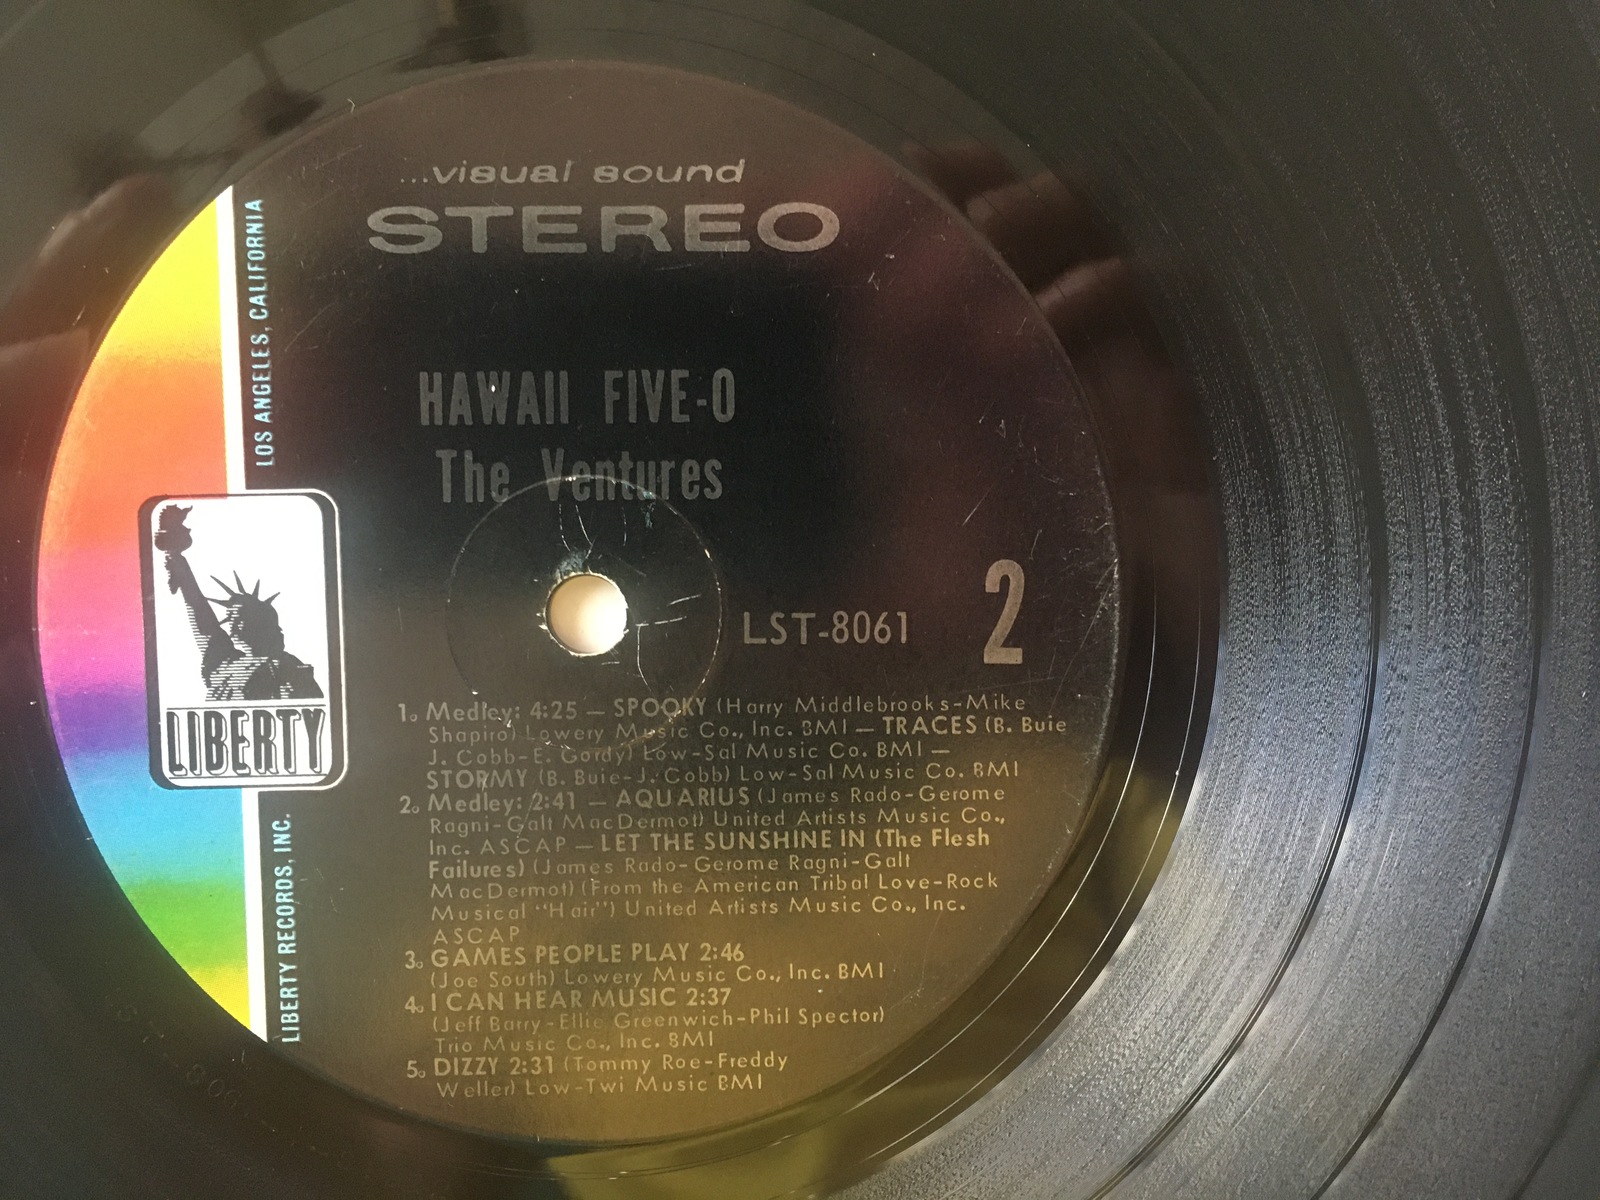 ...visual sound
STEREO
LOS ANGELES, CALIFORNIA
HAWAII FIVE-O
The Ventures
LIBERTY
LST-8061
2
LIBERTY RECORDS, INC.
1. Medley: 4:25 — SPOOKY (Harry Middlebrooks-Mike
Shapiro) Lowery Music Co., Inc. BMI — TRACES (B. Buie
J. Cobb-E. Gordy) Low-Sal Music Co. BMI —
STORMY (B. Buie-J. Cobb) Low-Sal Music Co. BMI
2. Medley: 2:41 — AQUARIUS (James Rado-Gerome
Ragni-Galt MacDermot) United Artists Music Co.,
Inc. ASCAP — LET THE SUNSHINE IN (The Flesh
Failures) (James Rado-Gerome Ragni-Galt
MacDermot) (From the American Tribal Love-Rock
Musical "Hair") United Artists Music Co., Inc.
ASCAP
3. GAMES PEOPLE PLAY 2:46
(Joe South) Lowery Music Co., Inc. BMI
4. I CAN HEAR MUSIC 2:37
(Jeff Barry-Ellie Greenwich-Phil Spector)
Trio Music Co., Inc. BMI
5. DIZZY 2:31 (Tommy Roe-Freddy
Weller) Low-Twi Music BMI